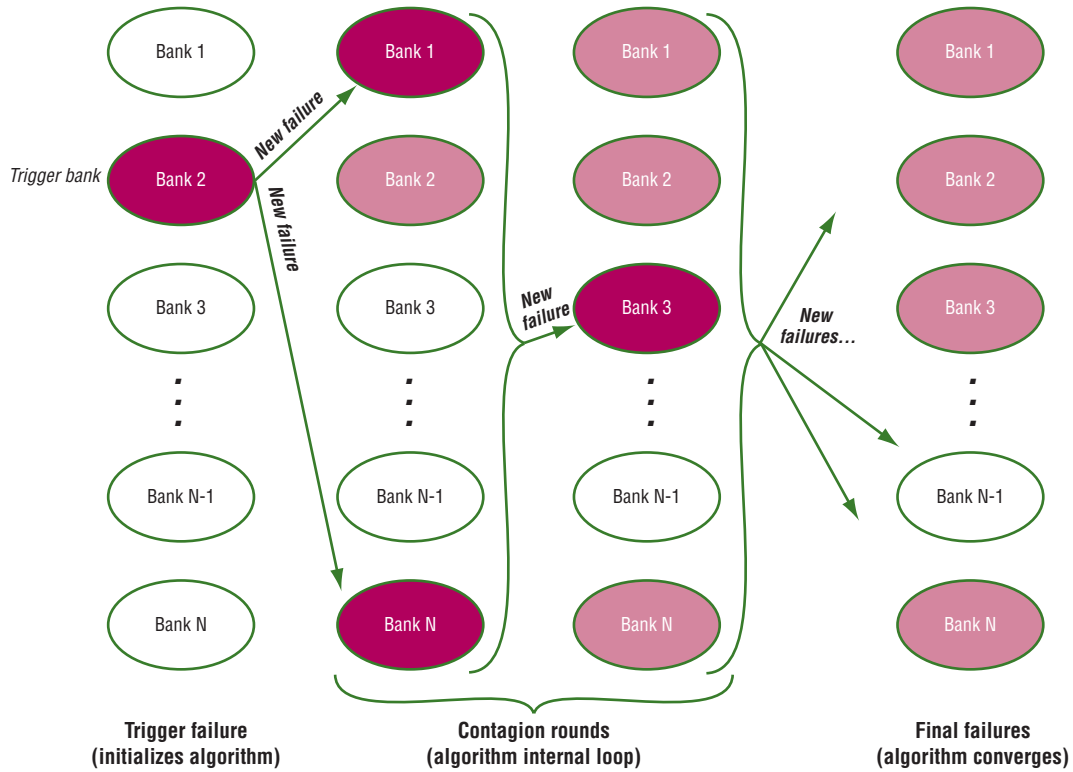 Bank 1
Bank 1
Bank 1
Bank 1
New failure
Trigger bank
Bank 2
Bank 2
Bank 2
Bank 2
New failure
Bank 3
Bank 3
New
failure
Bank 3
New
failures...
Bank 3
Bank N-1
Bank N-1
Bank N-1
Bank N-1
Bank N
Bank N
Bank N
Bank N
Trigger failure
(initializes algorithm)
Contagion rounds
(algorithm internal loop)
Final failures
(algorithm converges)